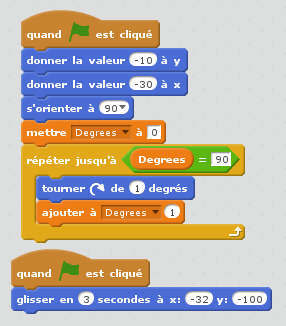 quand est cliqué
donner la valeur -10 à y
donner la valeur -30 à x
s'orienter à 90
mettre Degrees à 0
répéter jusqu'à Degrees = 90
tourner de 1 degrés
ajouter à Degrees 1
quand est cliqué
glisser en 3 secondes à x: -32 y: -100